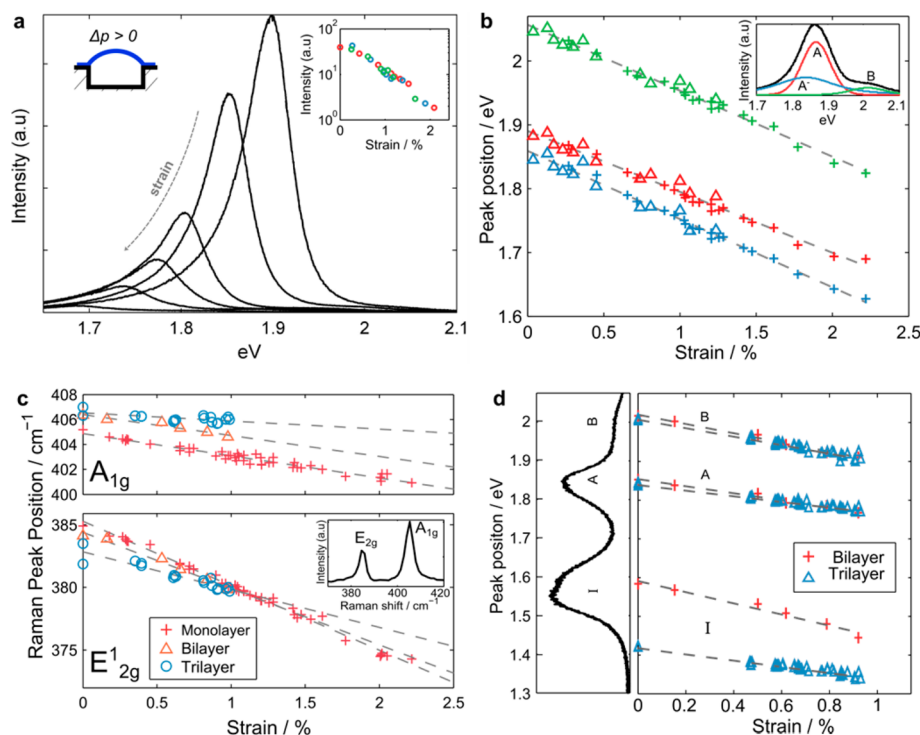 a
Δp > 0
Intensity (a.u)
strain
1.7
1.8
1.9
2
2.1
eV
Intensity (a.u)
10²
10¹
10⁰
0
1
2
Strain / %
b
Peak positon / eV
2
1.9
1.8
1.7
1.6
0
0.5
1
1.5
2
2.5
Strain / %
Intensity (a.u)
A
A⁻
B
1.7
1.8
1.9
2.0
2.1
eV
c
Raman Peak Position / cm⁻¹
408
406
404
402
400
A1g
385
380
375
E¹2g
Monolayer
Bilayer
Trilayer
Intensity (a.u)
E2g
A1g
380
400
420
Raman shift / cm⁻¹
0
0.5
1.0
1.5
2.0
2.5
Strain / %
d
Peak positon / eV
2
1.9
1.8
1.7
1.6
1.5
1.4
1.3
B
A
I
B
A
Bilayer
Trilayer
I
0
0.2
0.4
0.6
0.8
1
Strain / %